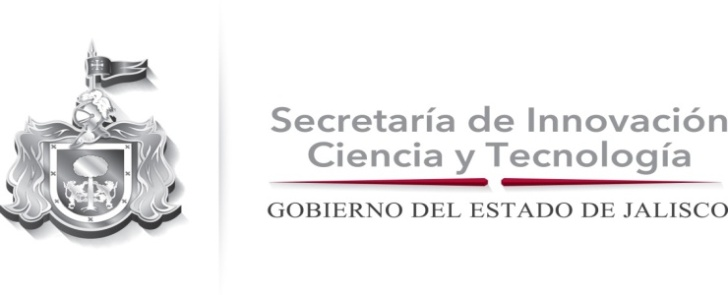 Secretaría de Innovación
Ciencia y Tecnología
GOBIERNO DEL ESTADO DE JALISCO